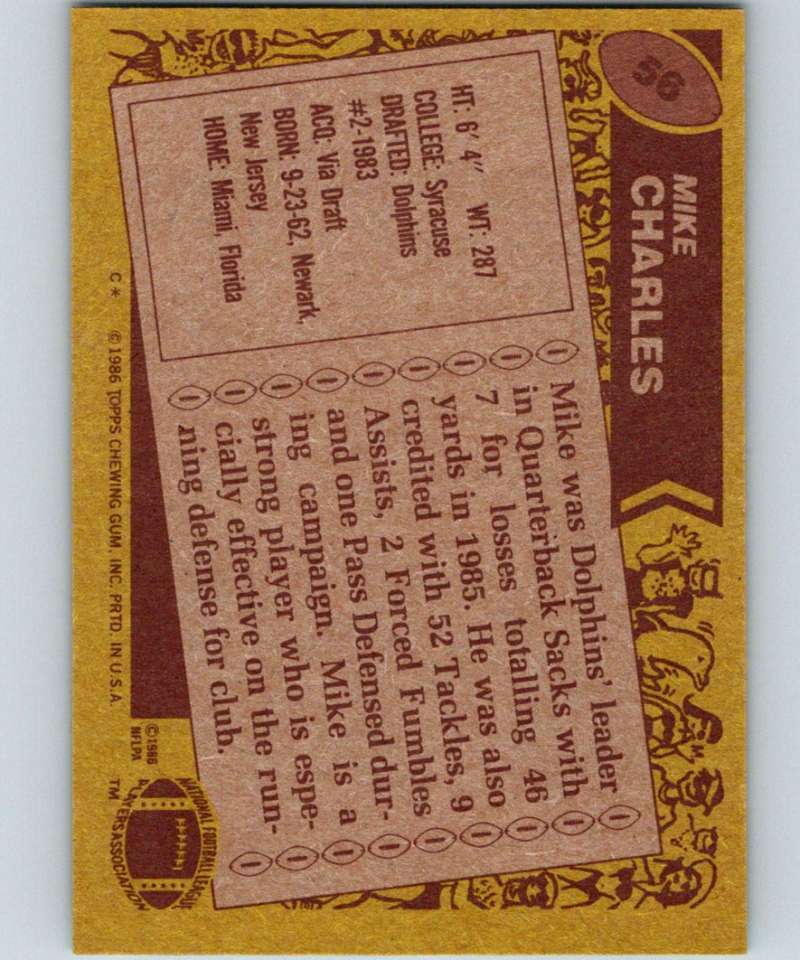 56
MIKE
CHARLES
HT: 6' 4" WT: 287
COLLEGE: Syracuse
DRAFTED: Dolphins
#2-1983
ACQ: Via Draft
BORN: 9-23-62, Newark,
New Jersey
HOME: Miami, Florida
Mike was Dolphins' leader
in Quarterback Sacks with
7 for losses totalling 46
yards in 1985. He was also
credited with 52 Tackles, 9
Assists, 2 Forced Fumbles
and one Pass Defensed dur-
ing campaign. Mike is a
strong player who is espe-
cially effective on the run-
ning defense for club.
C* © 1986 TOPPS CHEWING GUM, INC. PRTD. IN U.S.A.
©1986
NFLPA
NATIONAL FOOTBALL LEAGUE
PLAYERS ASSOCIATION
TM